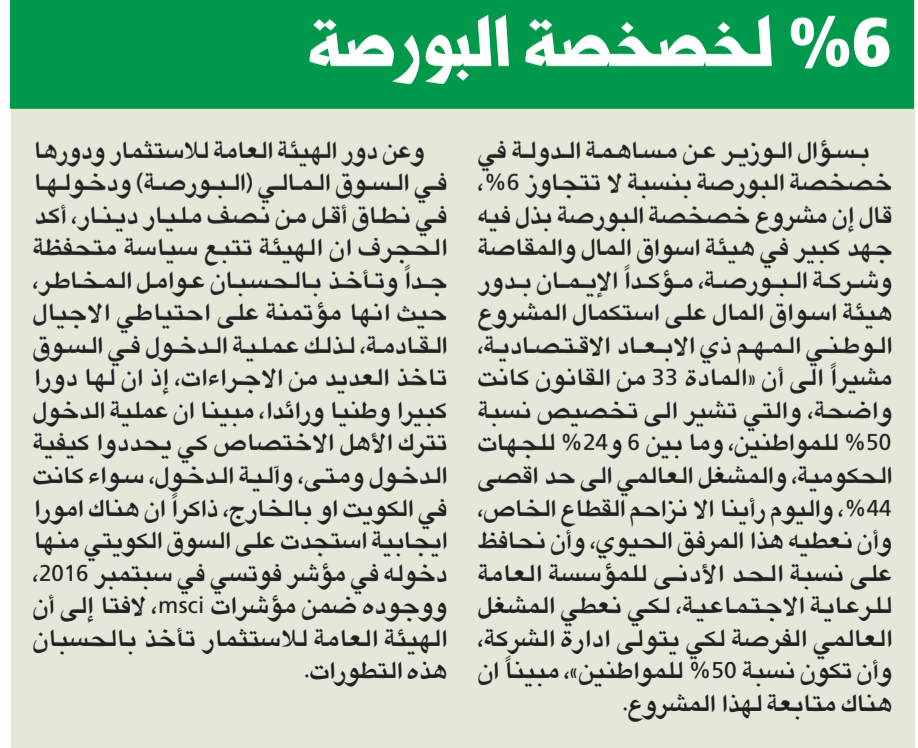 6% لخصخصة البورصة
بسؤال الوزير عن مساهمة الدولة في
خصخصة البورصة بنسبة لا تتجاوز 6%،
قال إن مشروع خصخصة البورصة بذل فيه
جهد كبير في هيئة اسواق المال والمقاصة
وشركة البورصة، مؤكداً الإيمان بدور
هيئة اسواق المال على استكمال المشروع
الوطني المهم ذي الابعاد الاقتصادية،
مشيراً الى أن «المادة 33 من القانون كانت
واضحة، والتي تشير الى تخصيص نسبة
50% للمواطنين، وما بين 6 و24% للجهات
الحكومية، والمشغل العالمي الى حد اقصى
44%، واليوم رأينا الا نزاحم القطاع الخاص،
وأن نعطيه هذا المرفق الحيوي، وأن نحافظ
على نسبة الحد الأدنى للمؤسسة العامة
للرعاية الاجتماعية، لكي نعطي المشغل
العالمي الفرصة لكي يتولى ادارة الشركة،
وأن تكون نسبة 50% للمواطنين»، مبيناً ان
هناك متابعة لهذا المشروع.
وعن دور الهيئة العامة للاستثمار ودورها
في السوق المالي (البورصة) ودخولها
في نطاق أقل من نصف مليار دينار، أكد
الحجرف ان الهيئة تتبع سياسة متحفظة
جداً وتأخذ بالحسبان عوامل المخاطر،
حيث انها مؤتمنة على احتياطي الاجيال
القادمة، لذلك عملية الدخول في السوق
تاخذ العديد من الاجراءات، إذ ان لها دورا
كبيرا وطنيا ورائدا، مبينا ان عملية الدخول
تترك الأهل الاختصاص كي يحددوا كيفية
الدخول ومتى، وآلية الدخول، سواء كانت
في الكويت او بالخارج، ذاكراً ان هناك امورا
ايجابية استجدت على السوق الكويتي منها
دخوله في مؤشر فوتسي في سبتمبر 2016،
ووجوده ضمن مؤشرات msci، لافتا إلى أن
الهيئة العامة للاستثمار تأخذ بالحسبان
هذه التطورات.